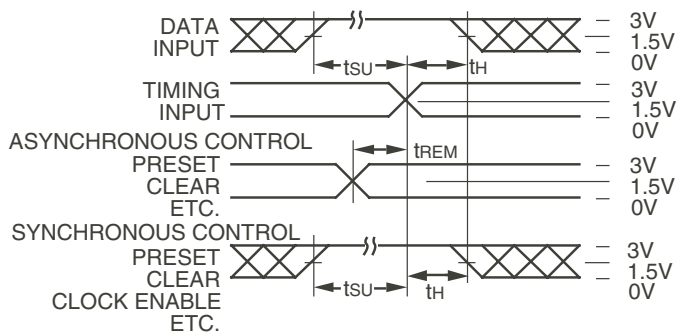 DATA
INPUT
3V
1.5V
0V
tSU
tH
TIMING
INPUT
3V
1.5V
0V
ASYNCHRONOUS CONTROL
tREM
PRESET
CLEAR
ETC.
3V
1.5V
0V
SYNCHRONOUS CONTROL
PRESET
CLEAR
CLOCK ENABLE
ETC.
3V
1.5V
0V
tSU
tH